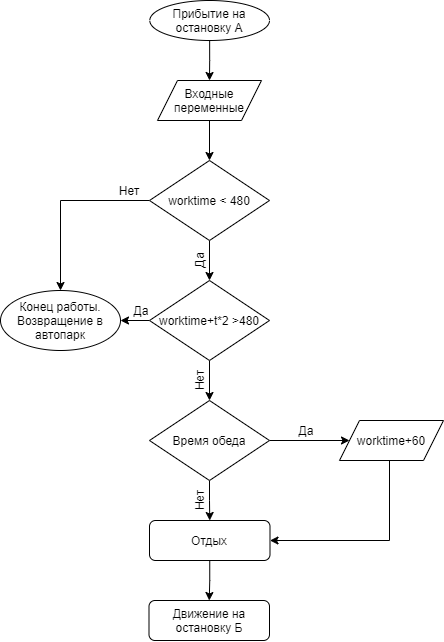 Прибытие на
остановку А
Входные
переменные
Нет
worktime < 480
Да
Конец работы.
Возвращение в
автопарк
Да
worktime+t*2 >480
Нет
Время обеда
Да
worktime+60
Нет
Отдых
Движение на
остановку Б